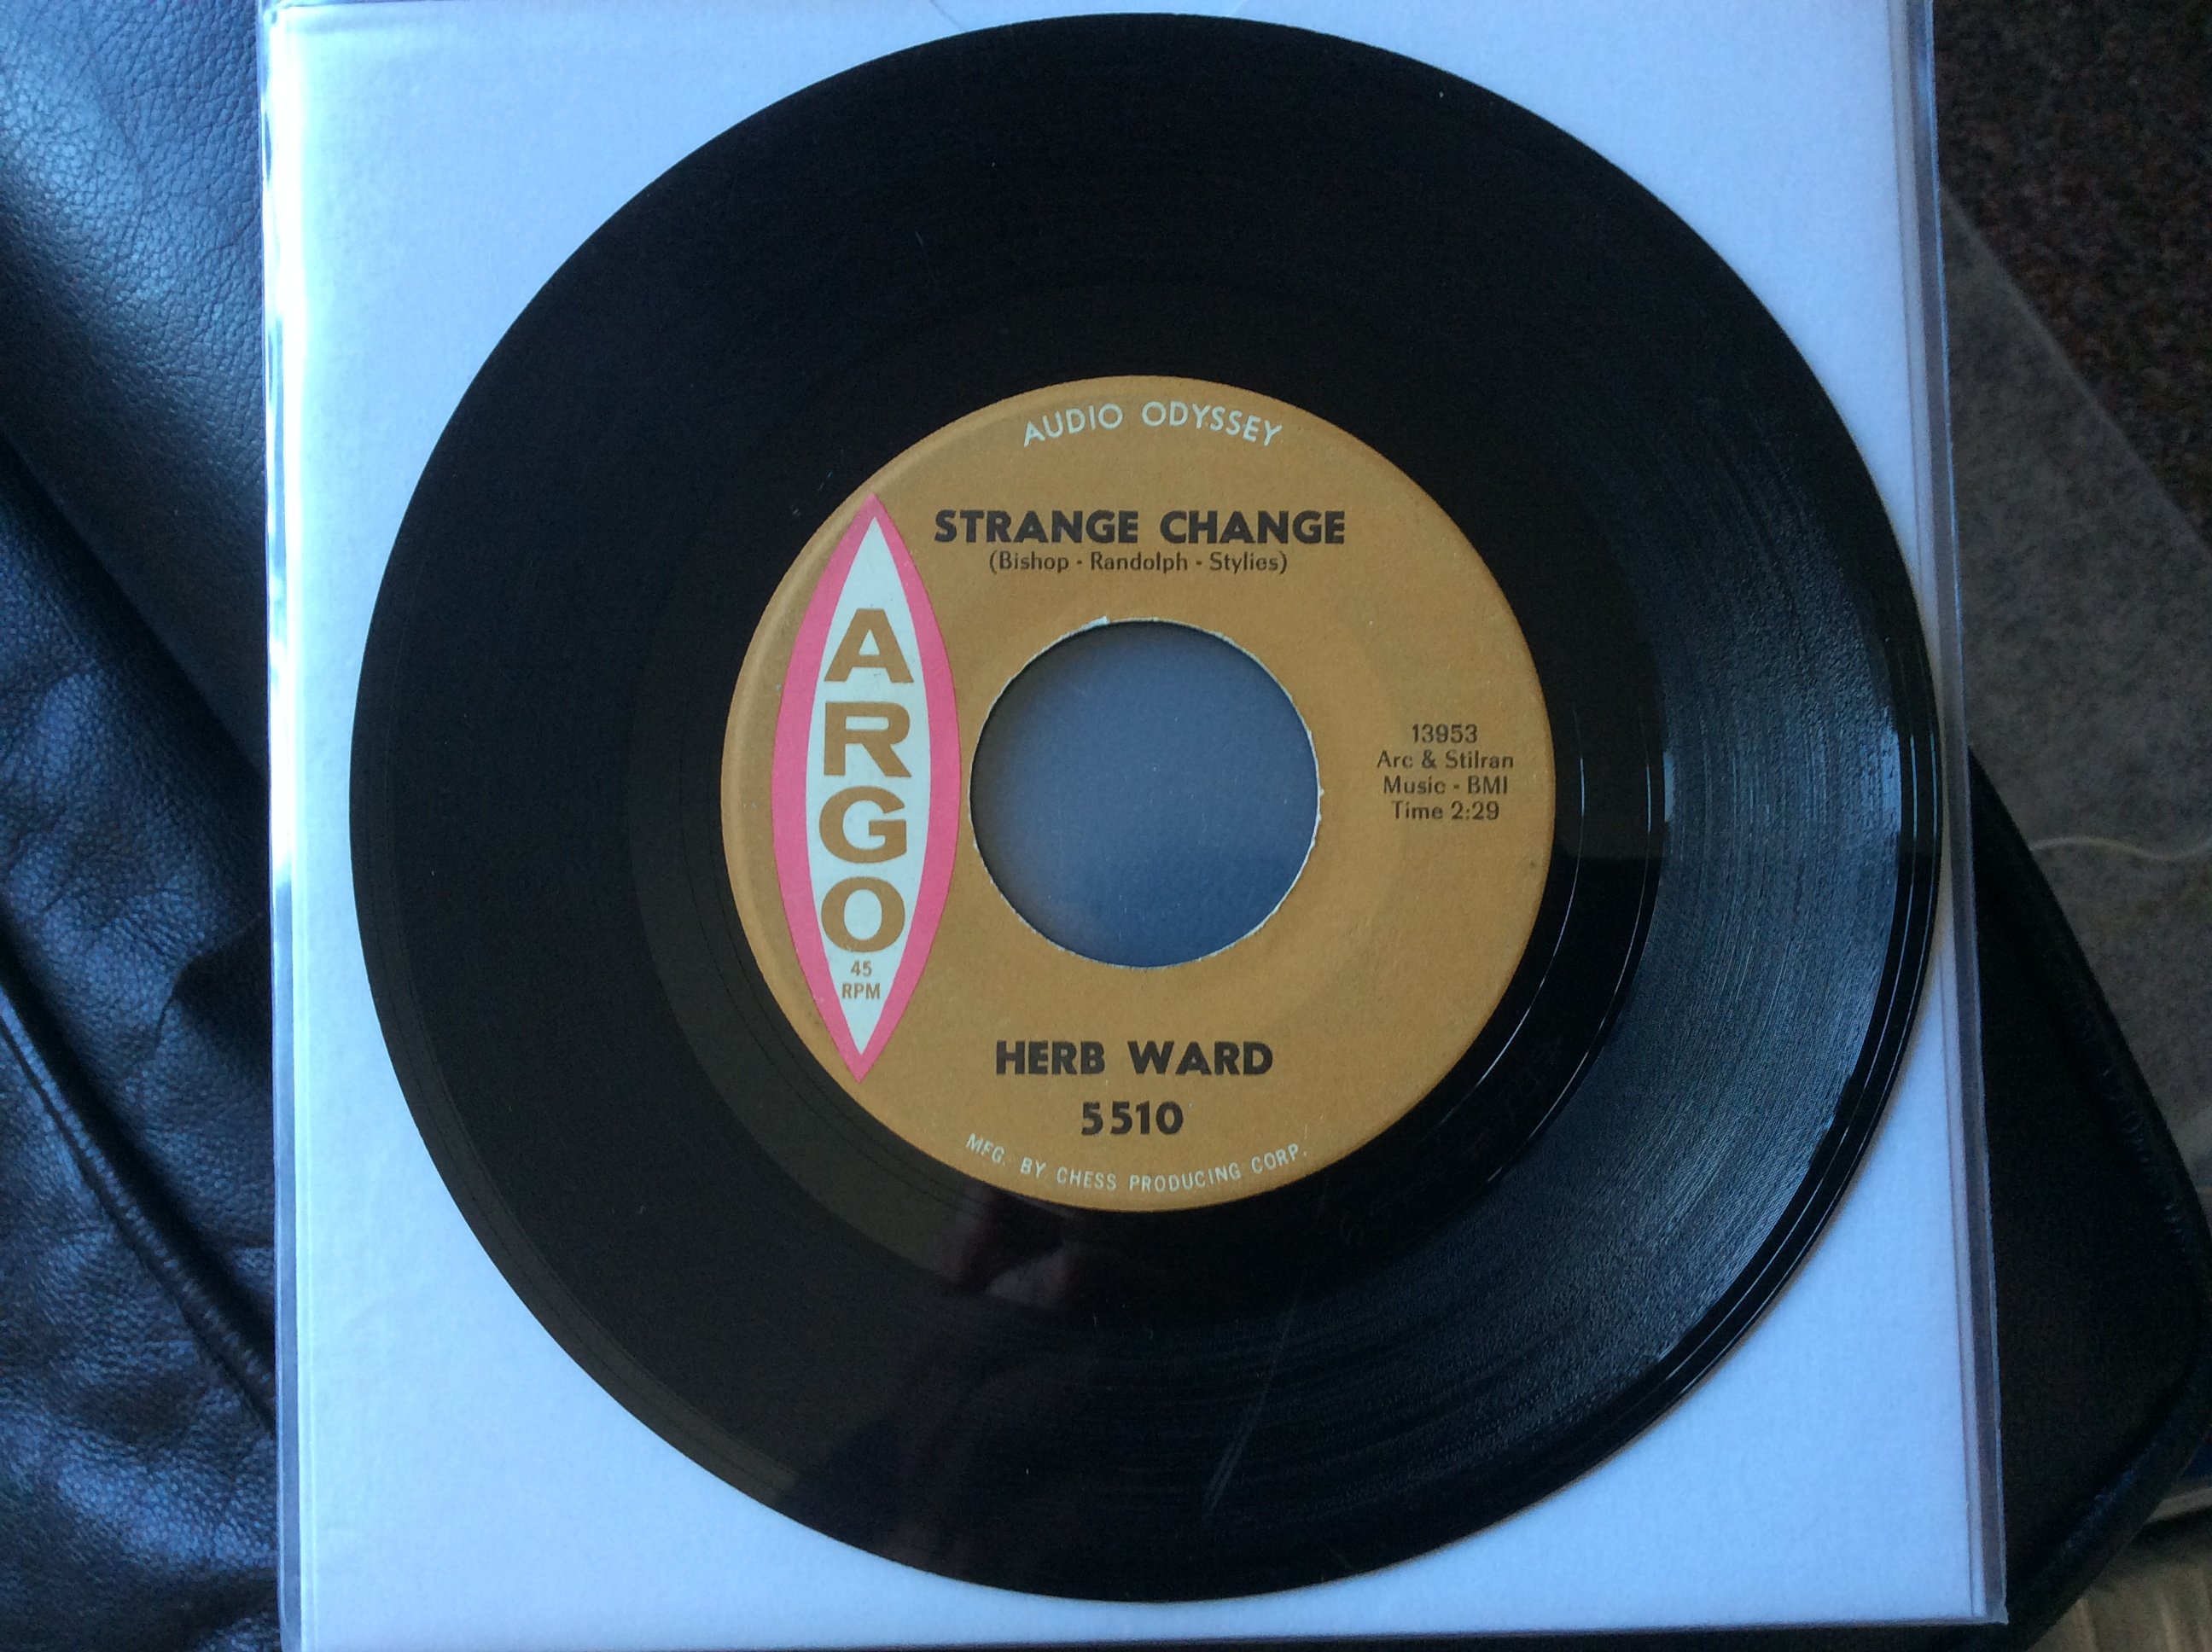 AUDIO ODYSSEY
STRANGE CHANGE
(Bishop - Randolph - Stylies)
ARGO
45
RPM
13953
Arc & Stilran
Music - BMI
Time 2:29
HERB WARD
5510
MFG. BY CHESS PRODUCING CORP.